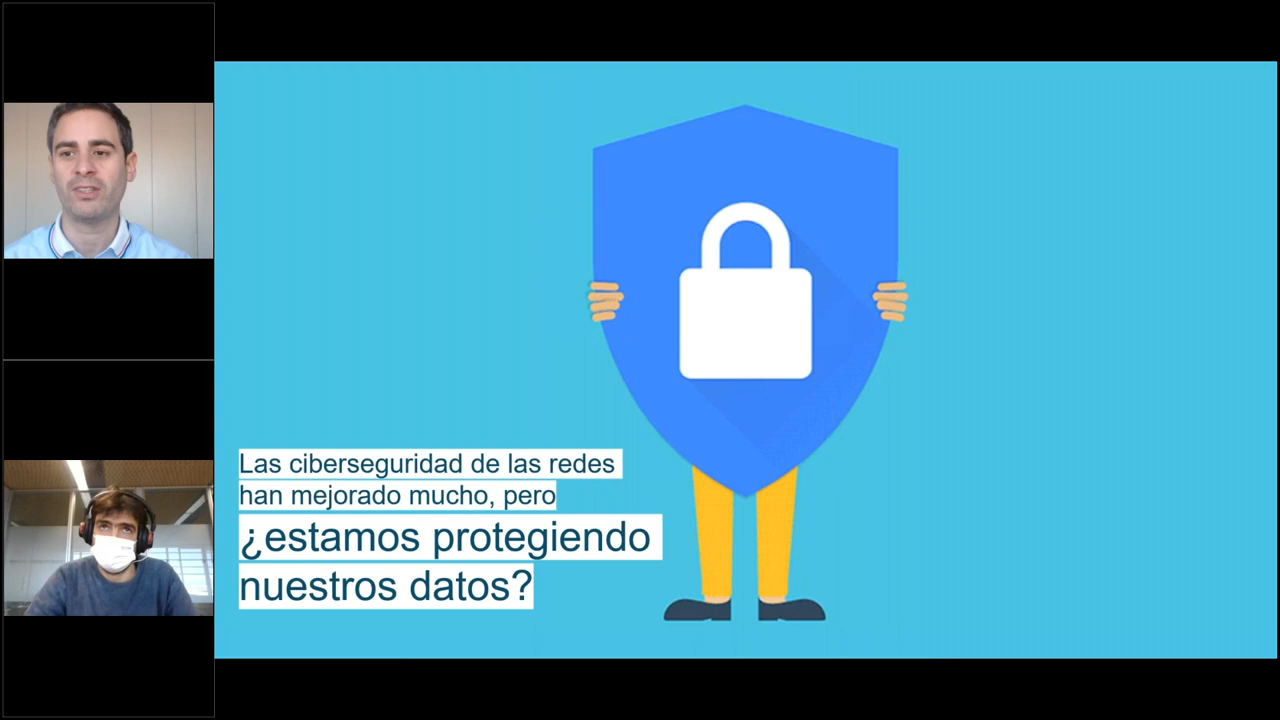 Las ciberseguridad de las redes
han mejorado mucho, pero
¿estamos protegiendo
nuestros datos?